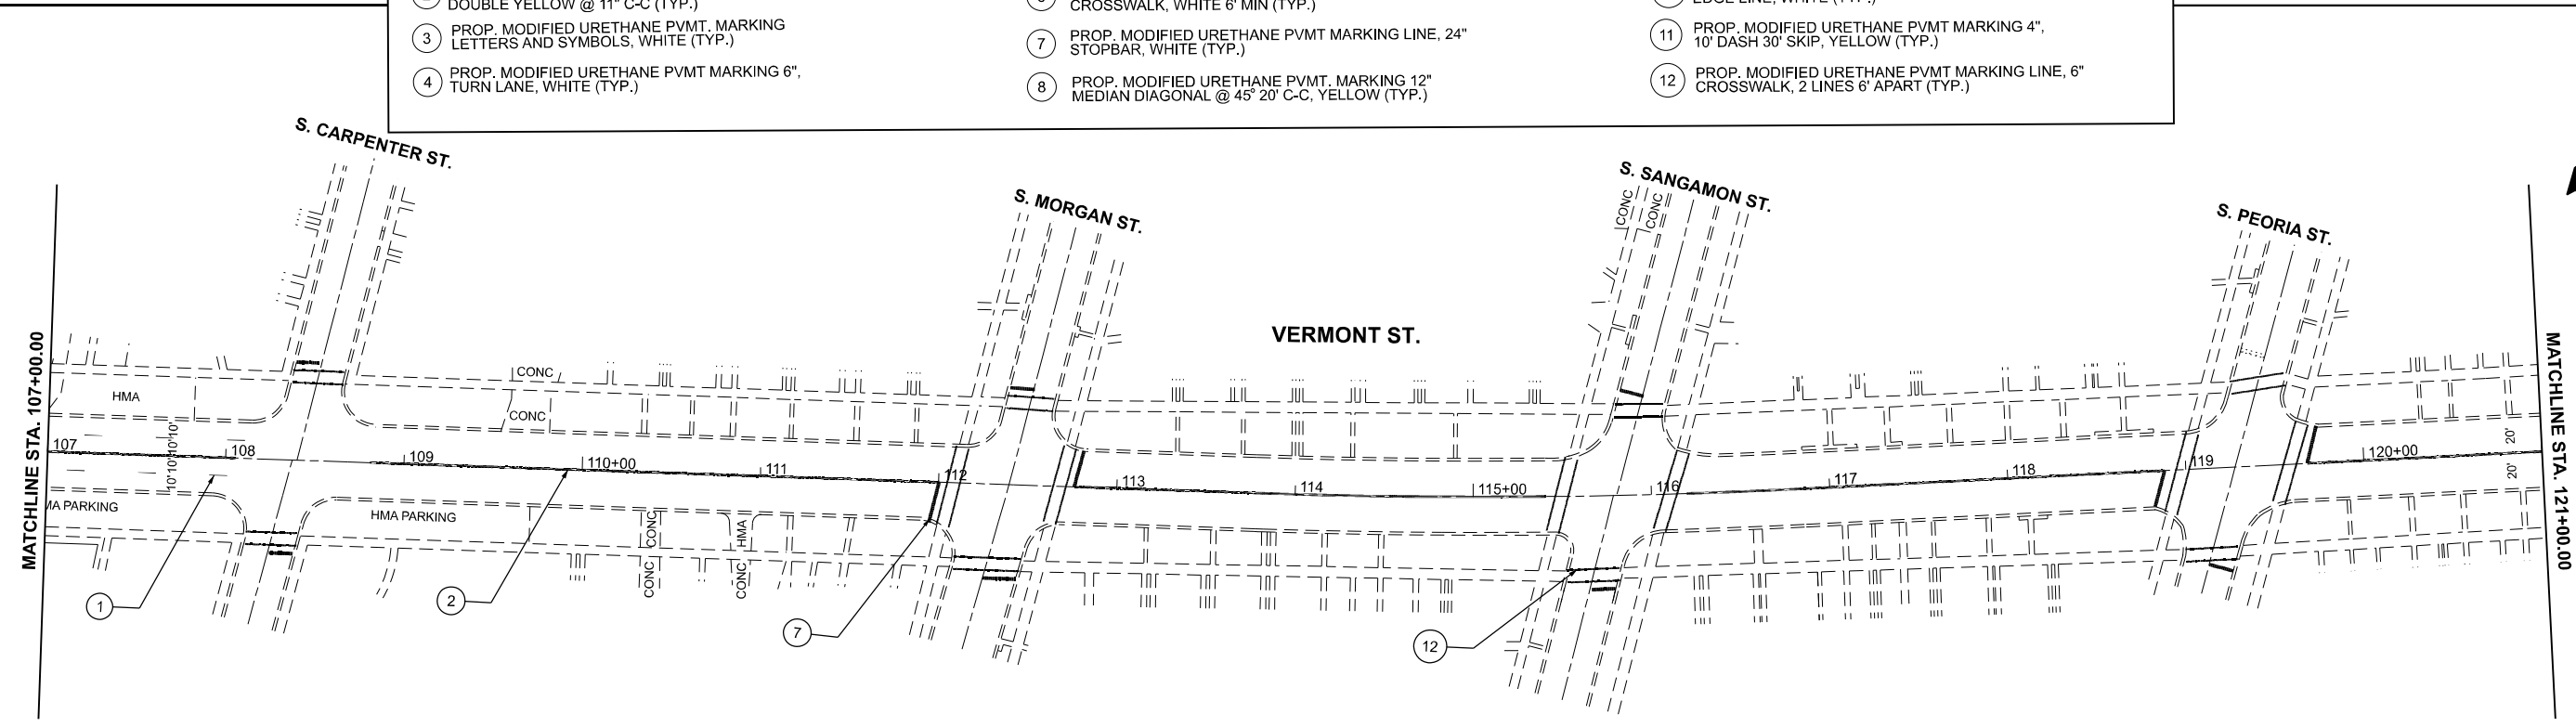 DOUBLE YELLOW @ 11" C-C (TYP.)
3 PROP. MODIFIED URETHANE PVMT. MARKING
LETTERS AND SYMBOLS, WHITE (TYP.)
4 PROP. MODIFIED URETHANE PVMT MARKING 6",
TURN LANE, WHITE (TYP.)
CROSSWALK, WHITE 6' MIN (TYP.)
7 PROP. MODIFIED URETHANE PVMT MARKING LINE, 24"
STOPBAR, WHITE (TYP.)
8 PROP. MODIFIED URETHANE PVMT. MARKING 12"
MEDIAN DIAGONAL @ 45° 20' C-C, YELLOW (TYP.)
EDGE LINE, WHITE (TYP.)
11 PROP. MODIFIED URETHANE PVMT MARKING 4",
10' DASH 30' SKIP, YELLOW (TYP.)
12 PROP. MODIFIED URETHANE PVMT MARKING LINE, 6"
CROSSWALK, 2 LINES 6' APART (TYP.)
S. CARPENTER ST.
S. MORGAN ST.
S. SANGAMON ST.
S. PEORIA ST.
CONC
CONC
VERMONT ST.
MATCHLINE STA. 107+00.00
MATCHLINE STA. 121+00.00
HMA
CONC
CONC
10' 10' 10' 10'
107
108
109
110+00
111
112
113
114
115+00
116
117
118
119
120+00
20'
20'
MA PARKING
HMA PARKING
CONC
HMA
CONC
CONC
1
2
7
12